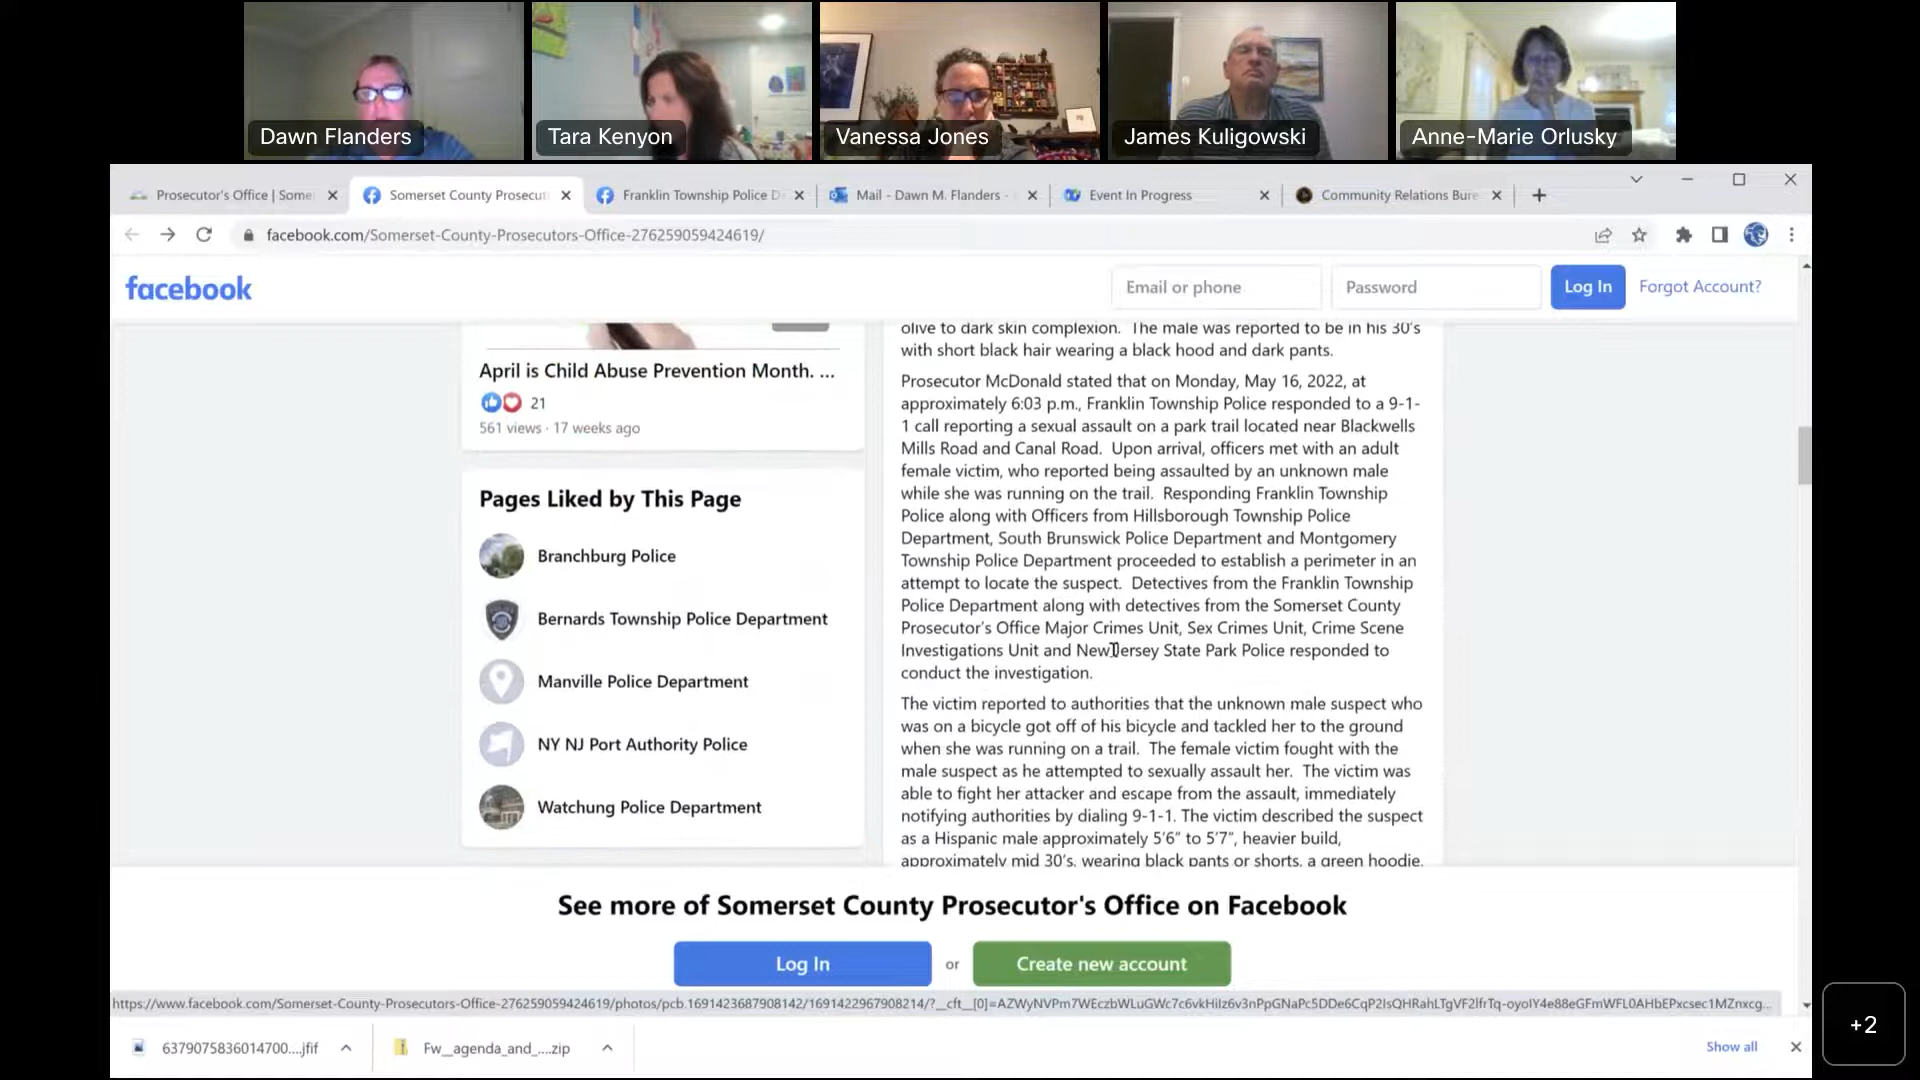 Dawn Flanders
Tara Kenyon
Vanessa Jones
James Kuligowski
Anne-Marie Orlusky
Prosecutor's Office | Some
Somerset County Prosecut
Franklin Township Police D
Mail - Dawn M. Flanders -
Event In Progress
Community Relations Bure
facebook.com/Somerset-County-Prosecutors-Office-276259059424619/
facebook
Email or phone
Password
Log In
Forgot Account?
April is Child Abuse Prevention Month. ...
21
561 views · 17 weeks ago
Pages Liked by This Page
Branchburg Police
Bernards Township Police Department
Manville Police Department
NY NJ Port Authority Police
Watchung Police Department
olive to dark skin complexion. The male was reported to be in his 30's
with short black hair wearing a black hood and dark pants.
Prosecutor McDonald stated that on Monday, May 16, 2022, at
approximately 6:03 p.m., Franklin Township Police responded to a 9-1-
1 call reporting a sexual assault on a park trail located near Blackwells
Mills Road and Canal Road. Upon arrival, officers met with an adult
female victim, who reported being assaulted by an unknown male
while she was running on the trail. Responding Franklin Township
Police along with Officers from Hillsborough Township Police
Department, South Brunswick Police Department and Montgomery
Township Police Department proceeded to establish a perimeter in an
attempt to locate the suspect. Detectives from the Franklin Township
Police Department along with detectives from the Somerset County
Prosecutor's Office Major Crimes Unit, Sex Crimes Unit, Crime Scene
Investigations Unit and New Jersey State Park Police responded to
conduct the investigation.
The victim reported to authorities that the unknown male suspect who
was on a bicycle got off of his bicycle and tackled her to the ground
when she was running on a trail. The female victim fought with the
male suspect as he attempted to sexually assault her. The victim was
able to fight her attacker and escape from the assault, immediately
notifying authorities by dialing 9-1-1. The victim described the suspect
as a Hispanic male approximately 5'6" to 5'7", heavier build,
approximately mid 30's, wearing black pants or shorts, a green hoodie,
See more of Somerset County Prosecutor's Office on Facebook
Log In
or
Create new account
6379075836014700....jfif
Fw__agenda_and_....zip
Show all
+2